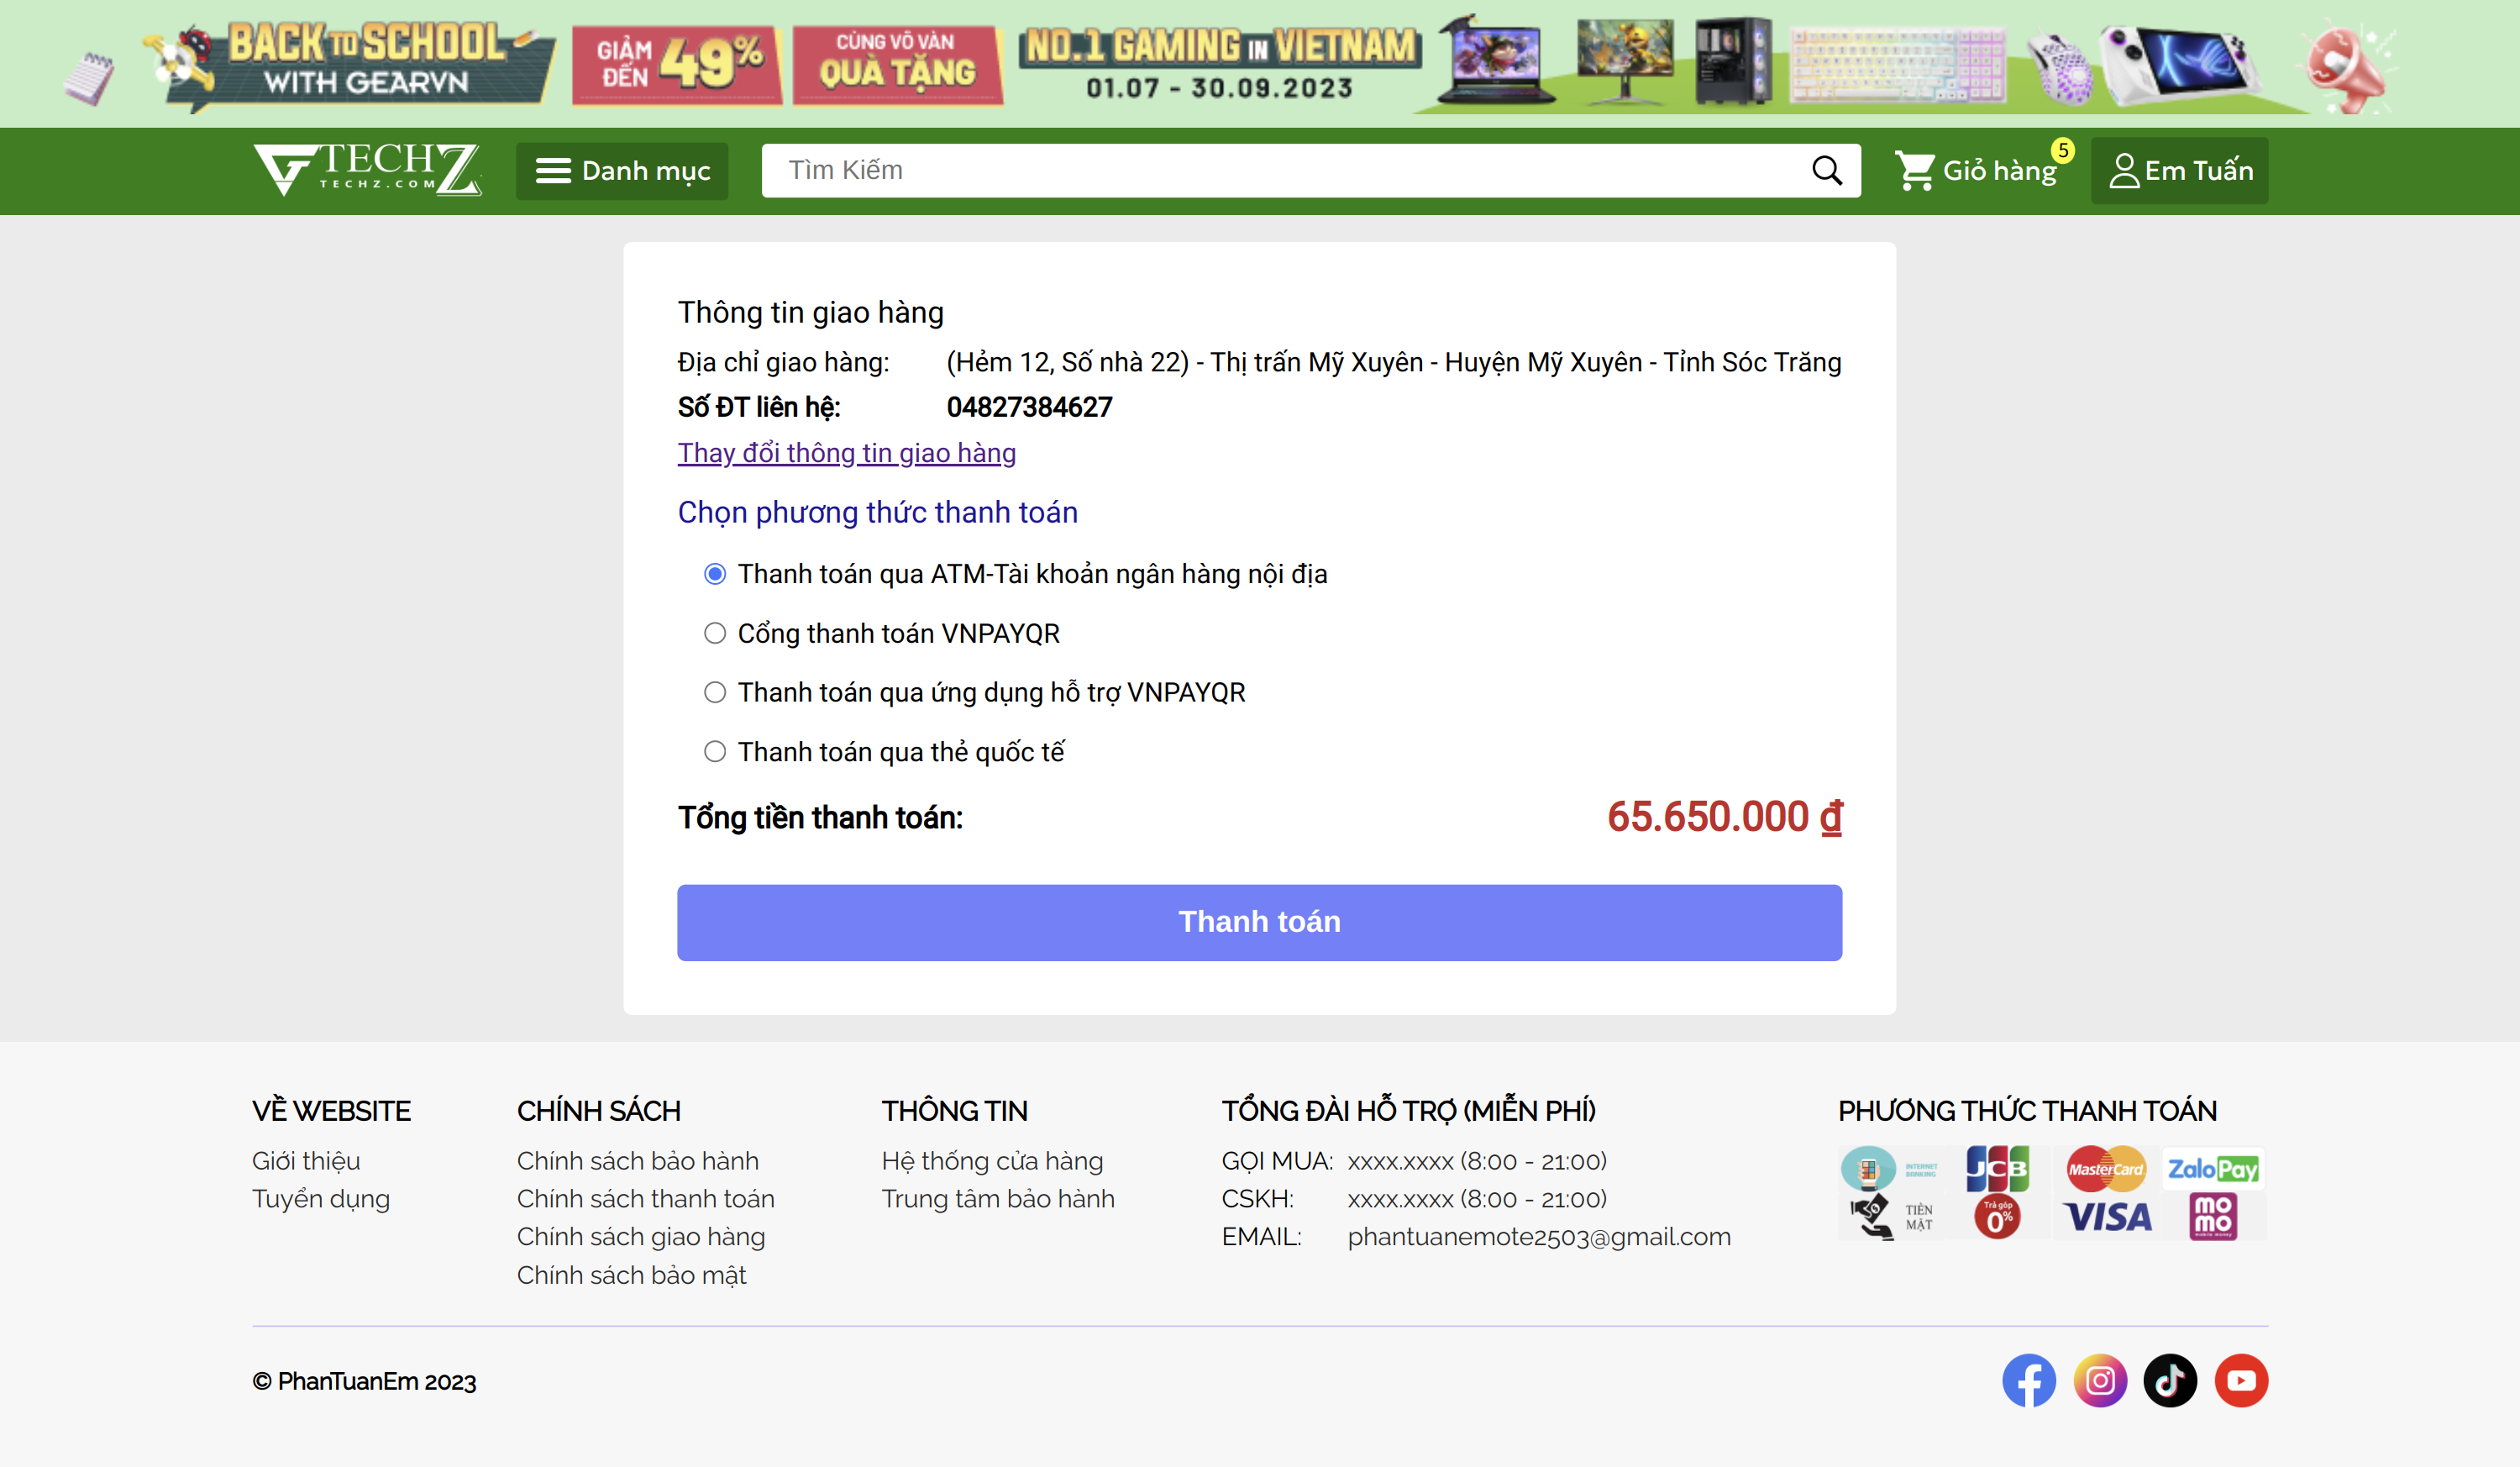 BACK TO SCHOOL
WITH GEARVN
GIẢM ĐẾN 49%
CÙNG VÔ VÀN
QUÀ TẶNG
NO.1 GAMING IN VIETNAM
01.07 - 30.09.2023
TECHZ
TECHZ.COM
Danh mục
Tìm Kiếm
Giỏ hàng
5
Em Tuấn
Thông tin giao hàng
Địa chỉ giao hàng: (Hẻm 12, Số nhà 22) - Thị trấn Mỹ Xuyên - Huyện Mỹ Xuyên - Tỉnh Sóc Trăng
Số ĐT liên hệ: 04827384627
Thay đổi thông tin giao hàng
Chọn phương thức thanh toán
Thanh toán qua ATM-Tài khoản ngân hàng nội địa
Cổng thanh toán VNPAYQR
Thanh toán qua ứng dụng hỗ trợ VNPAYQR
Thanh toán qua thẻ quốc tế
Tổng tiền thanh toán: 65.650.000 ₫
Thanh toán
VỀ WEBSITE
Giới thiệu
Tuyển dụng
CHÍNH SÁCH
Chính sách bảo hành
Chính sách thanh toán
Chính sách giao hàng
Chính sách bảo mật
THÔNG TIN
Hệ thống cửa hàng
Trung tâm bảo hành
TỔNG ĐÀI HỖ TRỢ (MIỄN PHÍ)
GỌI MUA: xxxx.xxxx (8:00 - 21:00)
CSKH: xxxx.xxxx (8:00 - 21:00)
EMAIL: phantuanemote2503@gmail.com
PHƯƠNG THỨC THANH TOÁN
INTERNET BANKING
JCB
MasterCard
ZaloPay
TIỀN MẶT
Trả góp 0%
VISA
momo
mobile money
© PhanTuanEm 2023